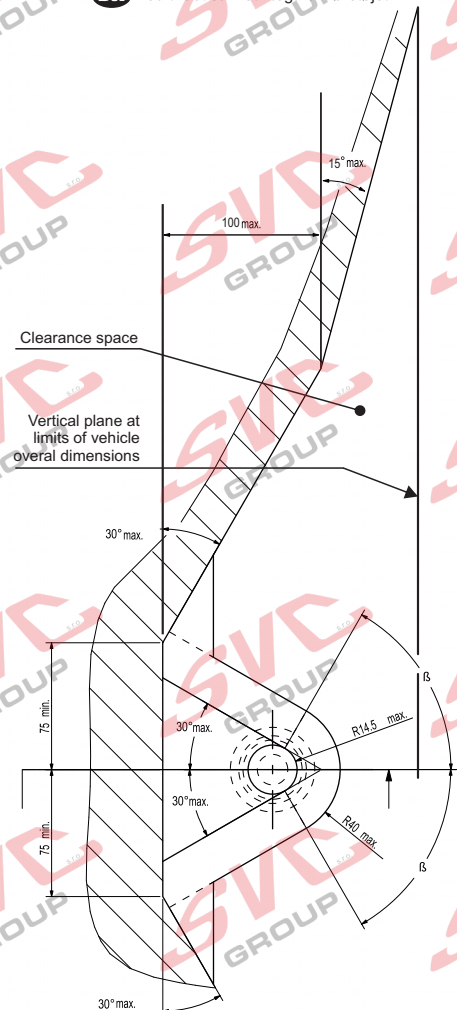 15° max.
100 max.
Clearance space
Vertical plane at
limits of vehicle
overal dimensions
30° max.
75 min.
30° max.
R14.5 max.
ß
30° max.
75 min.
R40 max.
ß
30° max.
SVC
s.r.o.
GROUP